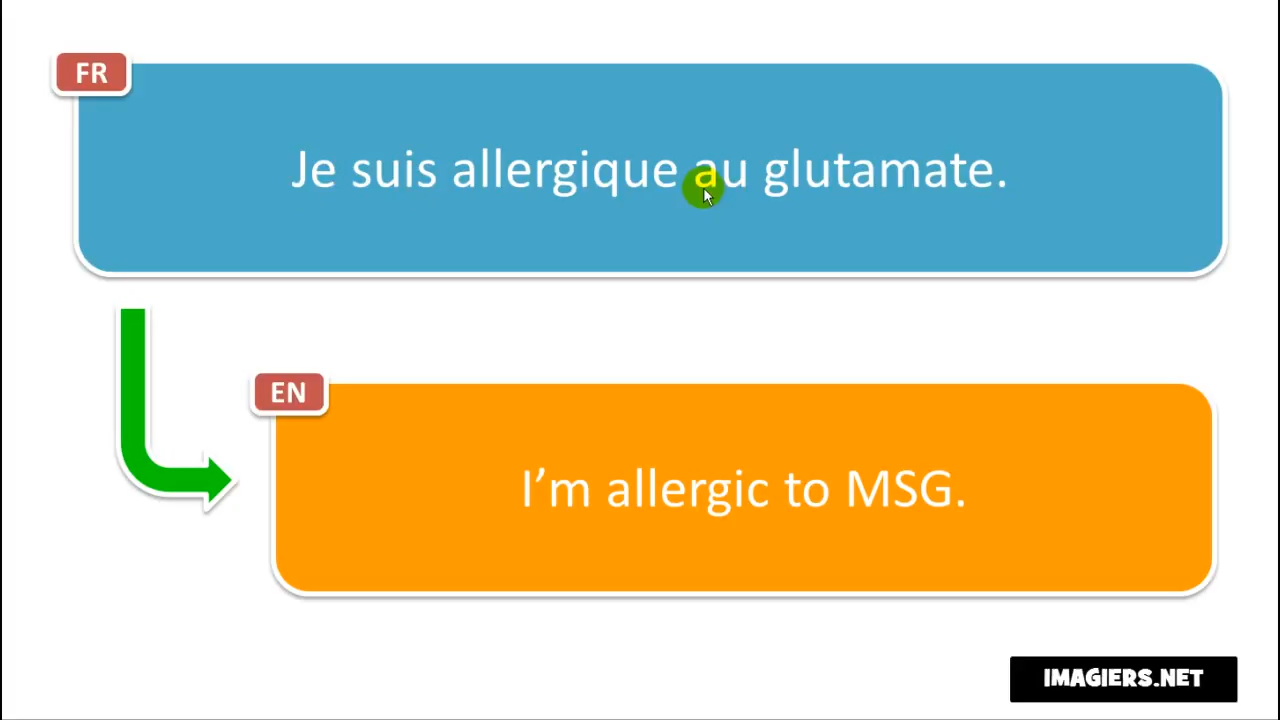 FR
Je suis allergique au glutamate.
EN
I’m allergic to MSG.
IMAGIERS.NET